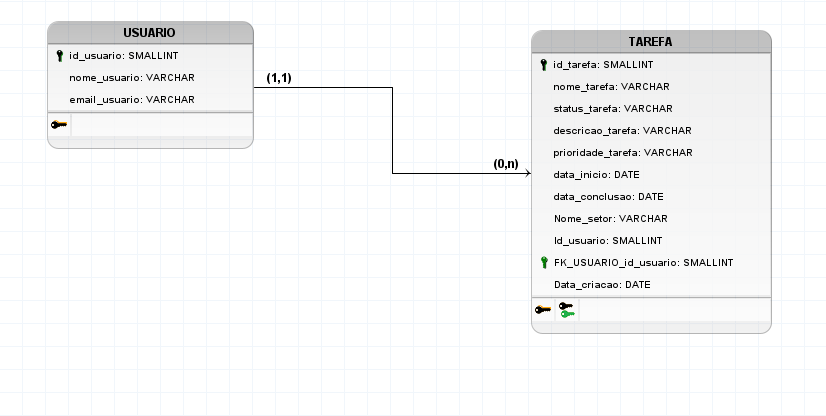 USUARIO
id_usuario: SMALLINT
nome_usuario: VARCHAR
email_usuario: VARCHAR
(1,1)
(0,n)
TAREFA
id_tarefa: SMALLINT
nome_tarefa: VARCHAR
status_tarefa: VARCHAR
descricao_tarefa: VARCHAR
prioridade_tarefa: VARCHAR
data_inicio: DATE
data_conclusao: DATE
Nome_setor: VARCHAR
Id_usuario: SMALLINT
FK_USUARIO_id_usuario: SMALLINT
Data_criacao: DATE